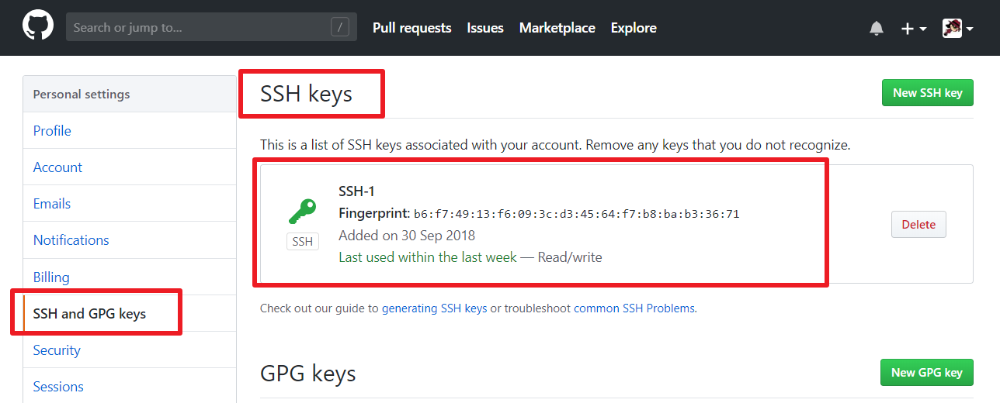 Search or jump to... /
Pull requests Issues Marketplace Explore
Personal settings
Profile
Account
Emails
Notifications
Billing
SSH and GPG keys
Security
Sessions
SSH keys
New SSH key
This is a list of SSH keys associated with your account. Remove any keys that you do not recognize.
SSH
SSH-1
Fingerprint: b6:f7:49:13:f6:09:3c:d3:45:64:f7:b8:ba:b3:36:71
Added on 30 Sep 2018
Last used within the last week — Read/write
Delete
Check out our guide to generating SSH keys or troubleshoot common SSH Problems.
GPG keys
New GPG key